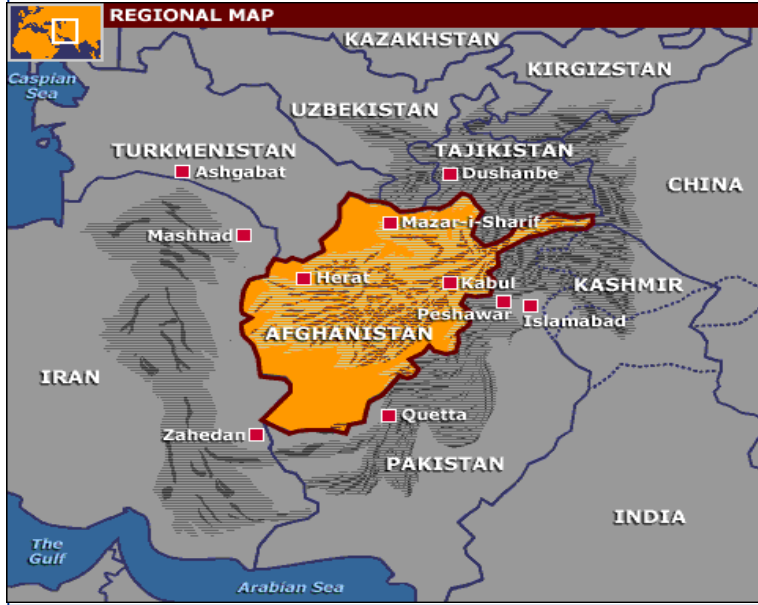 REGIONAL MAP
KAZAKHSTAN
KIRGIZSTAN
Caspian
Sea
UZBEKISTAN
TURKMENISTAN
TAJIKISTAN
Ashgabat
Dushanbe
CHINA
Mazar-i-Sharif
Mashhad
Herat
Kabul
KASHMIR
Peshawar
Islamabad
AFGHANISTAN
IRAN
Quetta
Zahedan
PAKISTAN
INDIA
The
Gulf
Arabian Sea